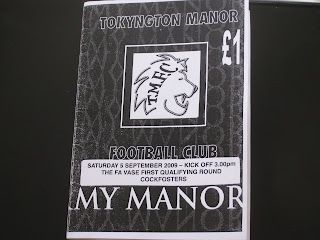 TOKYNGTON MANOR
£1
T.M.F.C
FOOTBALL CLUB
SATURDAY 5 SEPTEMBER 2009 – KICK OFF 3.00pm
THE FA VASE FIRST QUALIFYING ROUND
COCKFOSTERS
MY MANOR